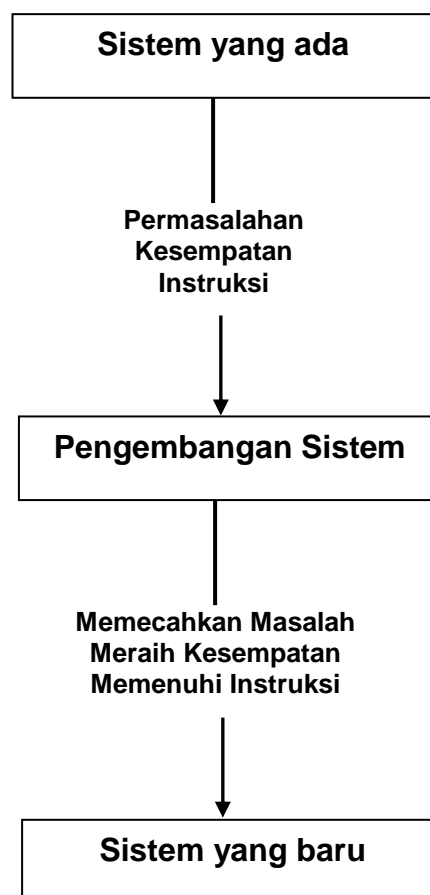 Sistem yang ada
Permasalahan
Kesempatan
Instruksi
Pengembangan Sistem
Memecahkan Masalah
Meraih Kesempatan
Memenuhi Instruksi
Sistem yang baru